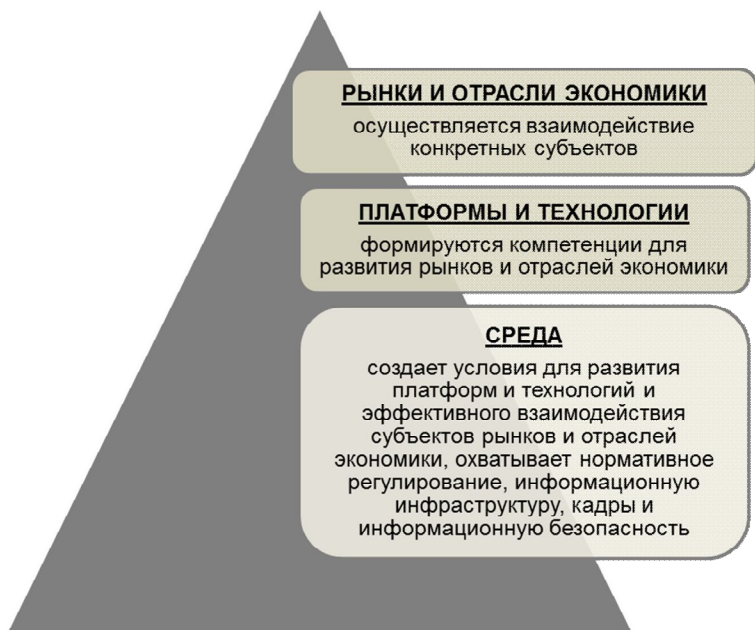 РЫНКИ И ОТРАСЛИ ЭКОНОМИКИ
осуществляется взаимодействие
конкретных субъектов
ПЛАТФОРМЫ И ТЕХНОЛОГИИ
формируются компетенции для
развития рынков и отраслей экономики
СРЕДА
создает условия для развития
платформ и технологий и
эффективного взаимодействия
субъектов рынков и отраслей
экономики, охватывает нормативное
регулирование, информационную
инфраструктуру, кадры и
информационную безопасность